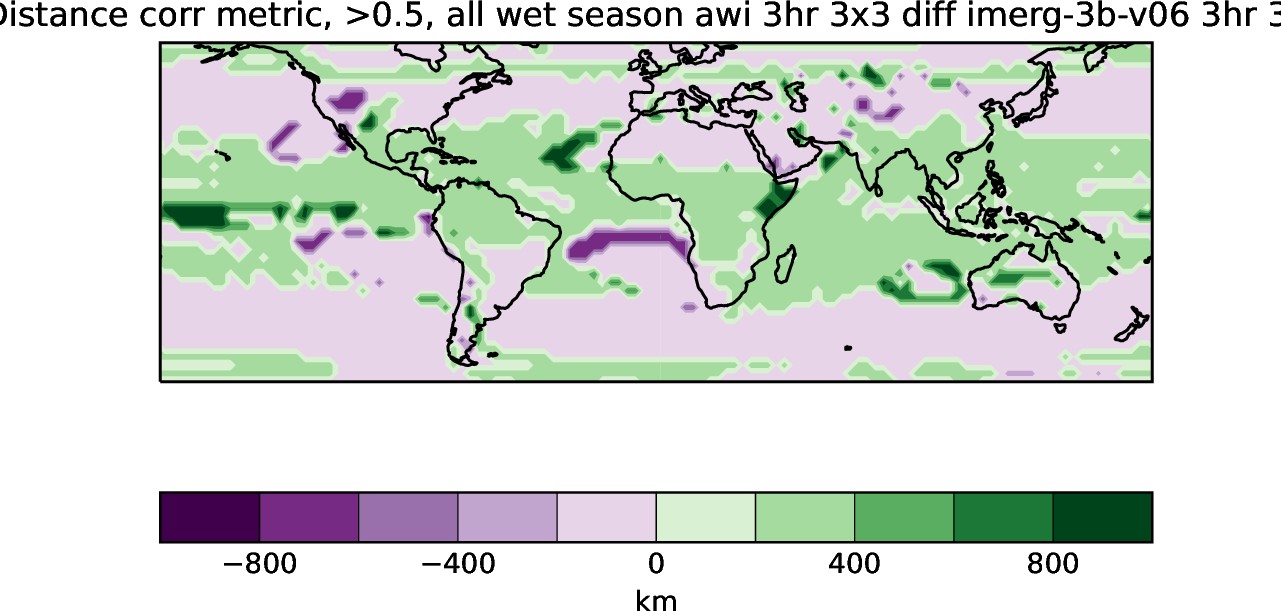 Distance corr metric, >0.5, all wet season awi 3hr 3x3 diff imerg-3b-v06 3hr 3
−800 −400 0 400 800
km